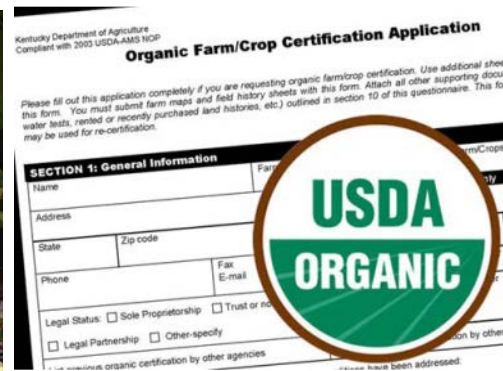 Kentucky Department of Agriculture
Compliant with 2003 USDA-AMS NOP
Organic Farm/Crop Certification Application
Please fill out this application completely if you are requesting organic farm/crop certification. Use additional
this form. You must submit farm maps and field history sheets with this form. Attach all other supporting
water tests, rented or recently purchased land histories, etc.) outlined in section 10 of this questionnaire. This
may be used for re-certification.
SECTION 1: General Information
Name
Address
State Zip code
Phone Fax
E-mail
Legal Status: Sole Proprietorship Trust or
Legal Partnership Other-specify
previous organic certification by other agencies
by
have been addressed:
USDA
ORGANIC